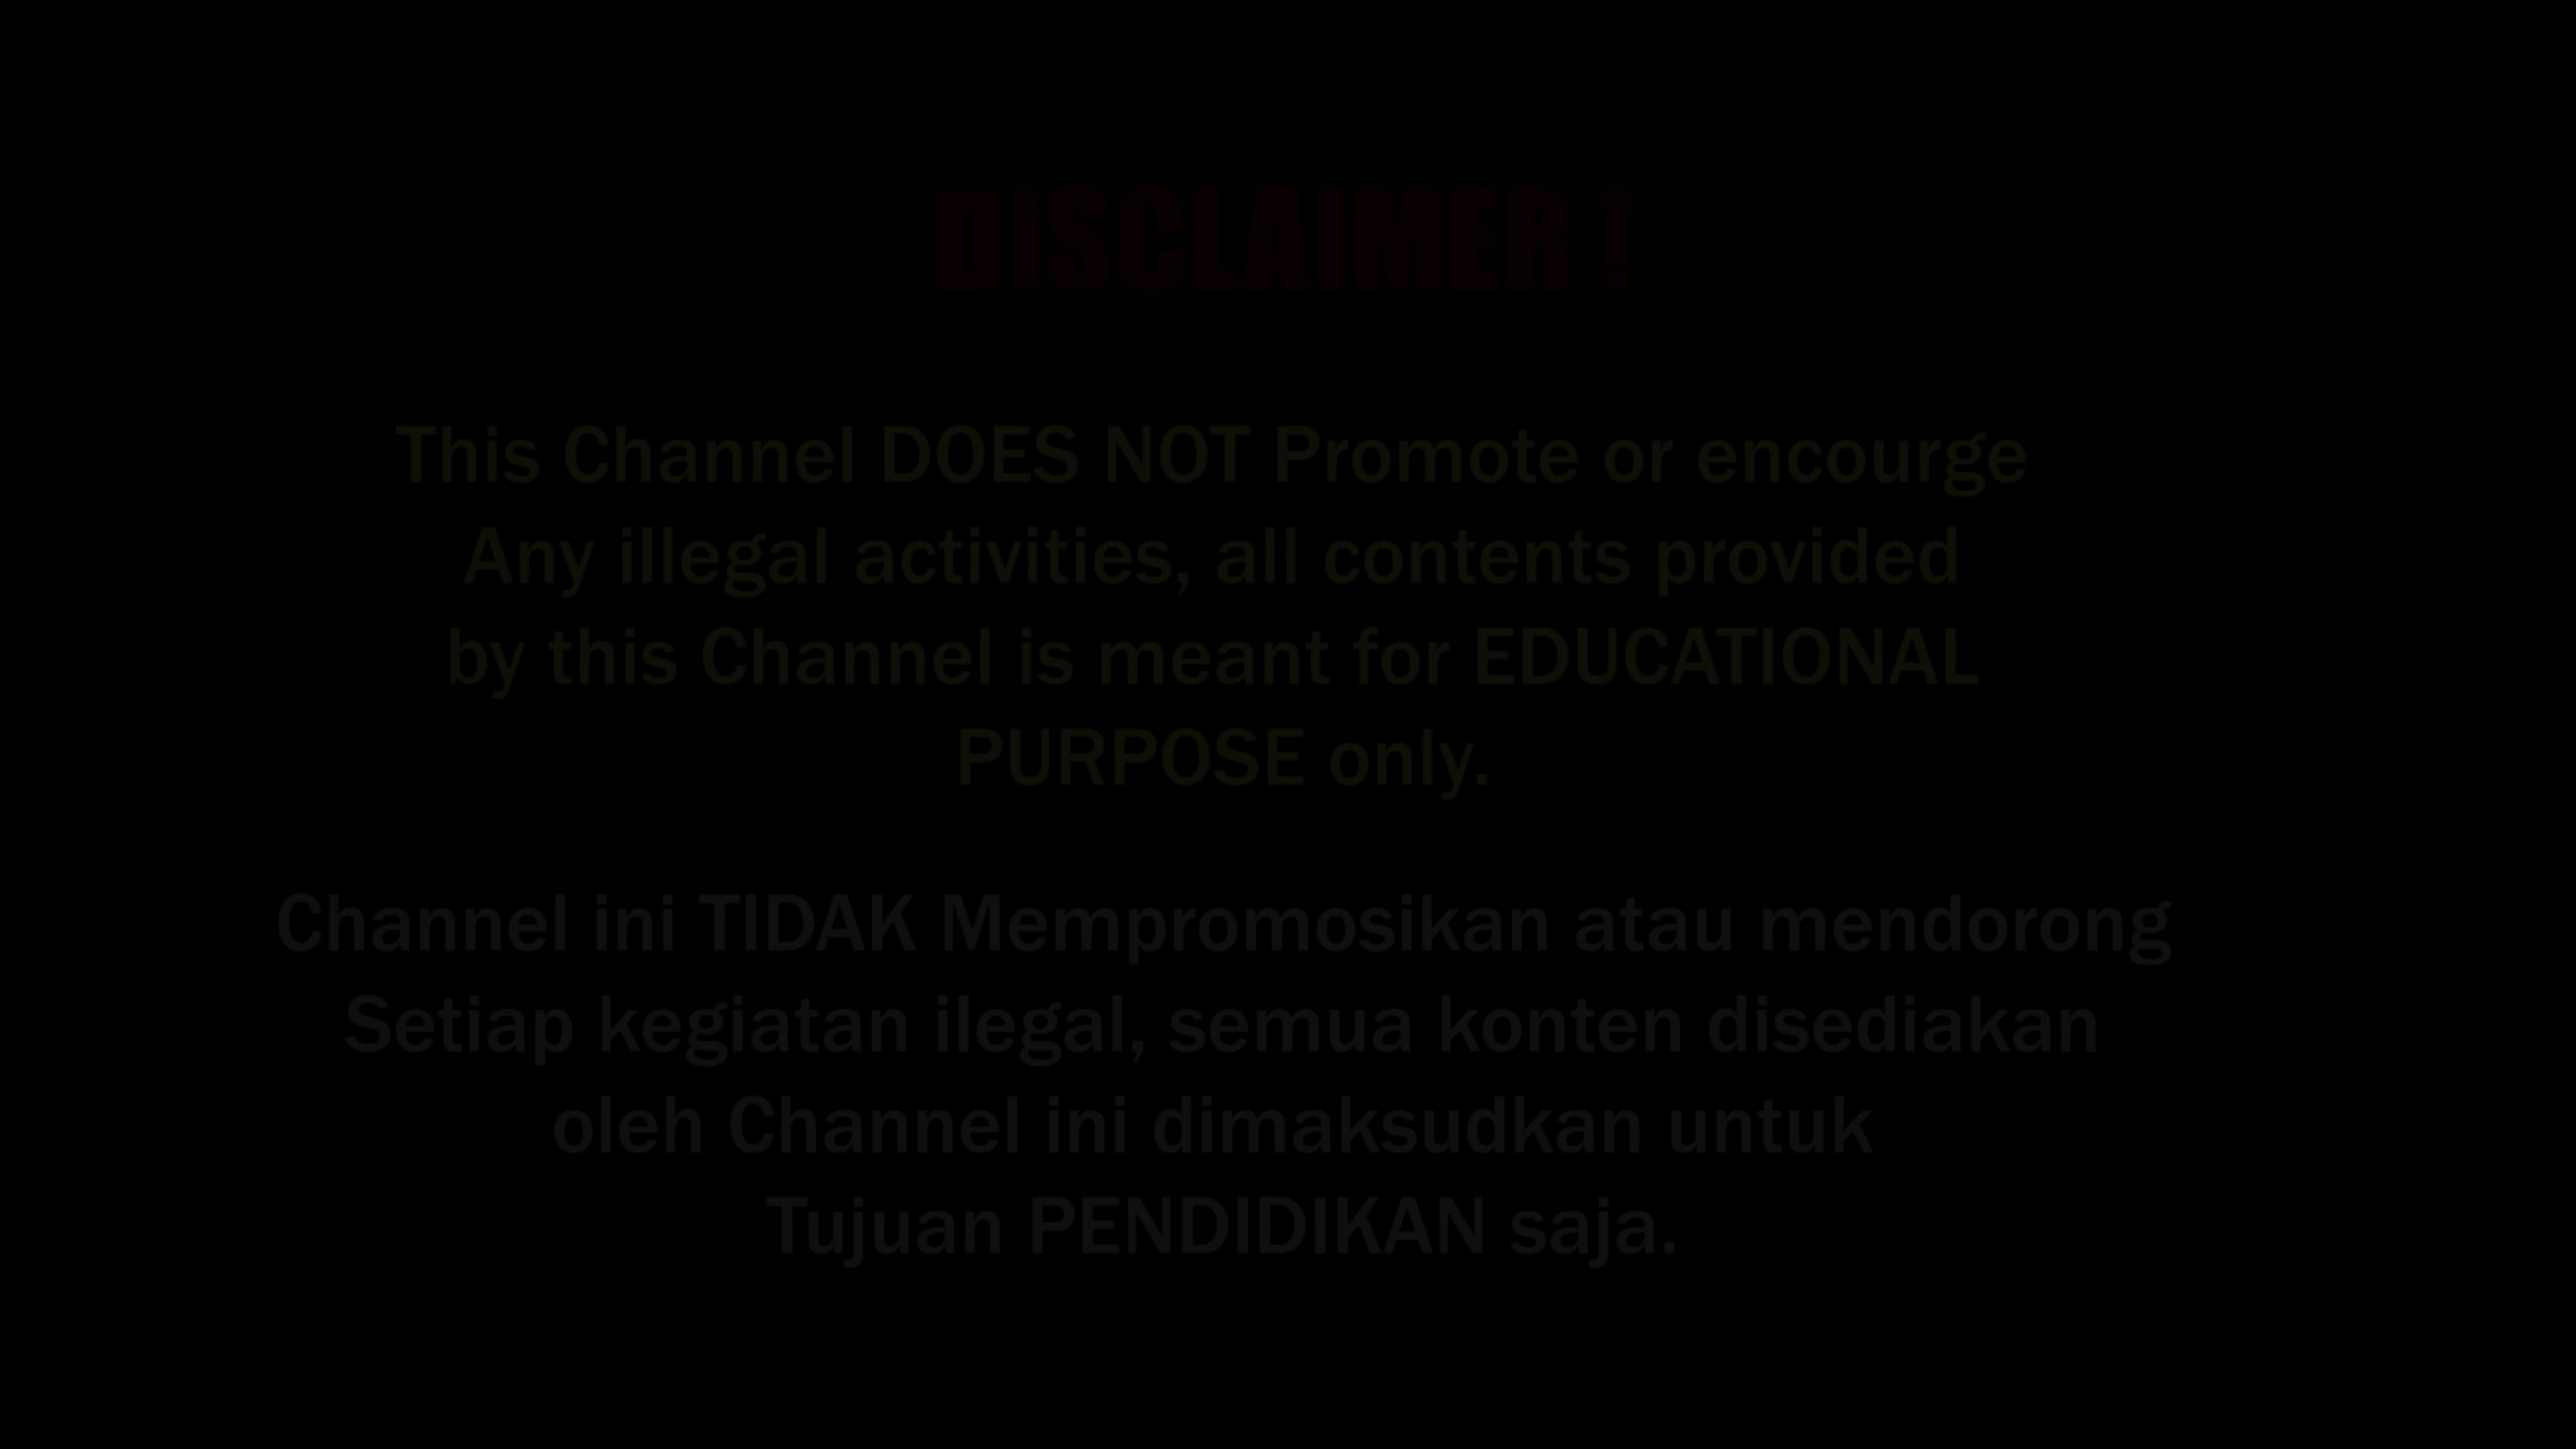 DISCLAIMER !
This Channel DOES NOT Promote or encourge
Any illegal activities, all contents provided
by this Channel is meant for EDUCATIONAL
PURPOSE only.
Channel ini TIDAK Mempromosikan atau mendorong
Setiap kegiatan ilegal, semua konten disediakan
oleh Channel ini dimaksudkan untuk
Tujuan PENDIDIKAN saja.